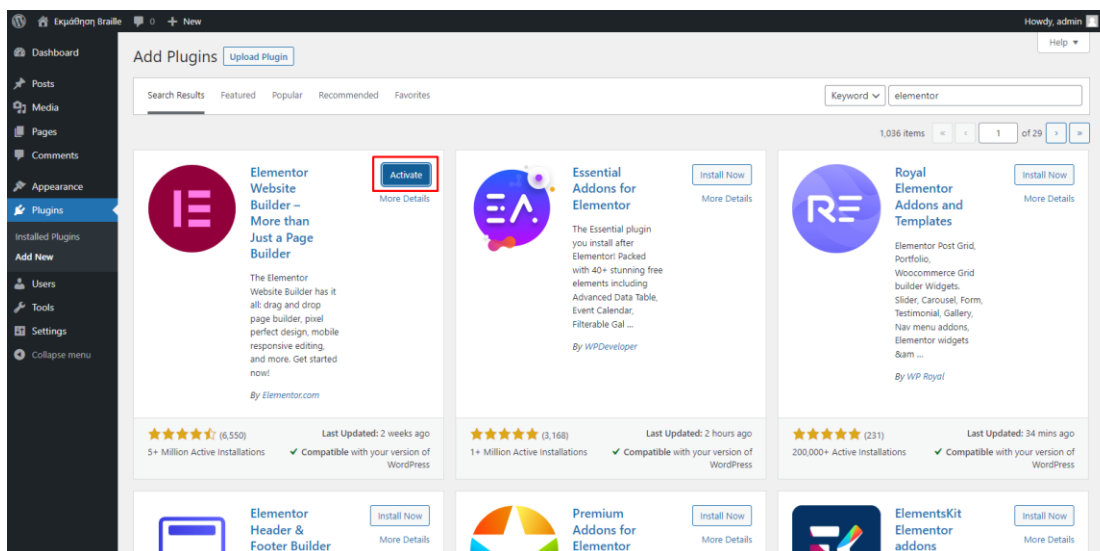 Εκμάθηση Braille 0 + New Howdy, admin
Help
Dashboard
Posts
Media
Pages
Comments
Appearance
Plugins
Installed Plugins
Add New
Users
Tools
Settings
Collapse menu
Add Plugins Upload Plugin
Search Results Featured Popular Recommended Favorites Keyword elementor
1,036 items « ‹ 1 of 29 › »
Elementor
Website
Builder –
More than
Just a Page
Builder
Activate
More Details
The Elementor
Website Builder has it
all: drag and drop
page builder, pixel
perfect design, mobile
responsive editing,
and more. Get started
now!
By Elementor.com
(6,550)
5+ Million Active Installations
Last Updated: 2 weeks ago
✓ Compatible with your version of
WordPress
Essential
Addons for
Elementor
Install Now
More Details
The Essential plugin
you install after
Elementor! Packed
with 40+ stunning free
elements including
Advanced Data Table,
Event Calendar,
Filterable Gal ...
By WPDeveloper
(3,168)
1+ Million Active Installations
Last Updated: 2 hours ago
✓ Compatible with your version of
WordPress
RE
Royal
Elementor
Addons and
Templates
Install Now
More Details
Elementor Post Grid,
Portfolio,
Woocommerce Grid
builder Widgets.
Slider, Carousel, Form,
Testimonial, Gallery,
Nav menu addons,
Elementor widgets
&am ...
By WP Royal
(231)
200,000+ Active Installations
Last Updated: 34 mins ago
✓ Compatible with your version of
WordPress
Elementor
Header &
Footer Builder
Install Now
More Details
Premium
Addons for
Elementor
Install Now
More Details
ElementsKit
Elementor
addons
Install Now
More Details